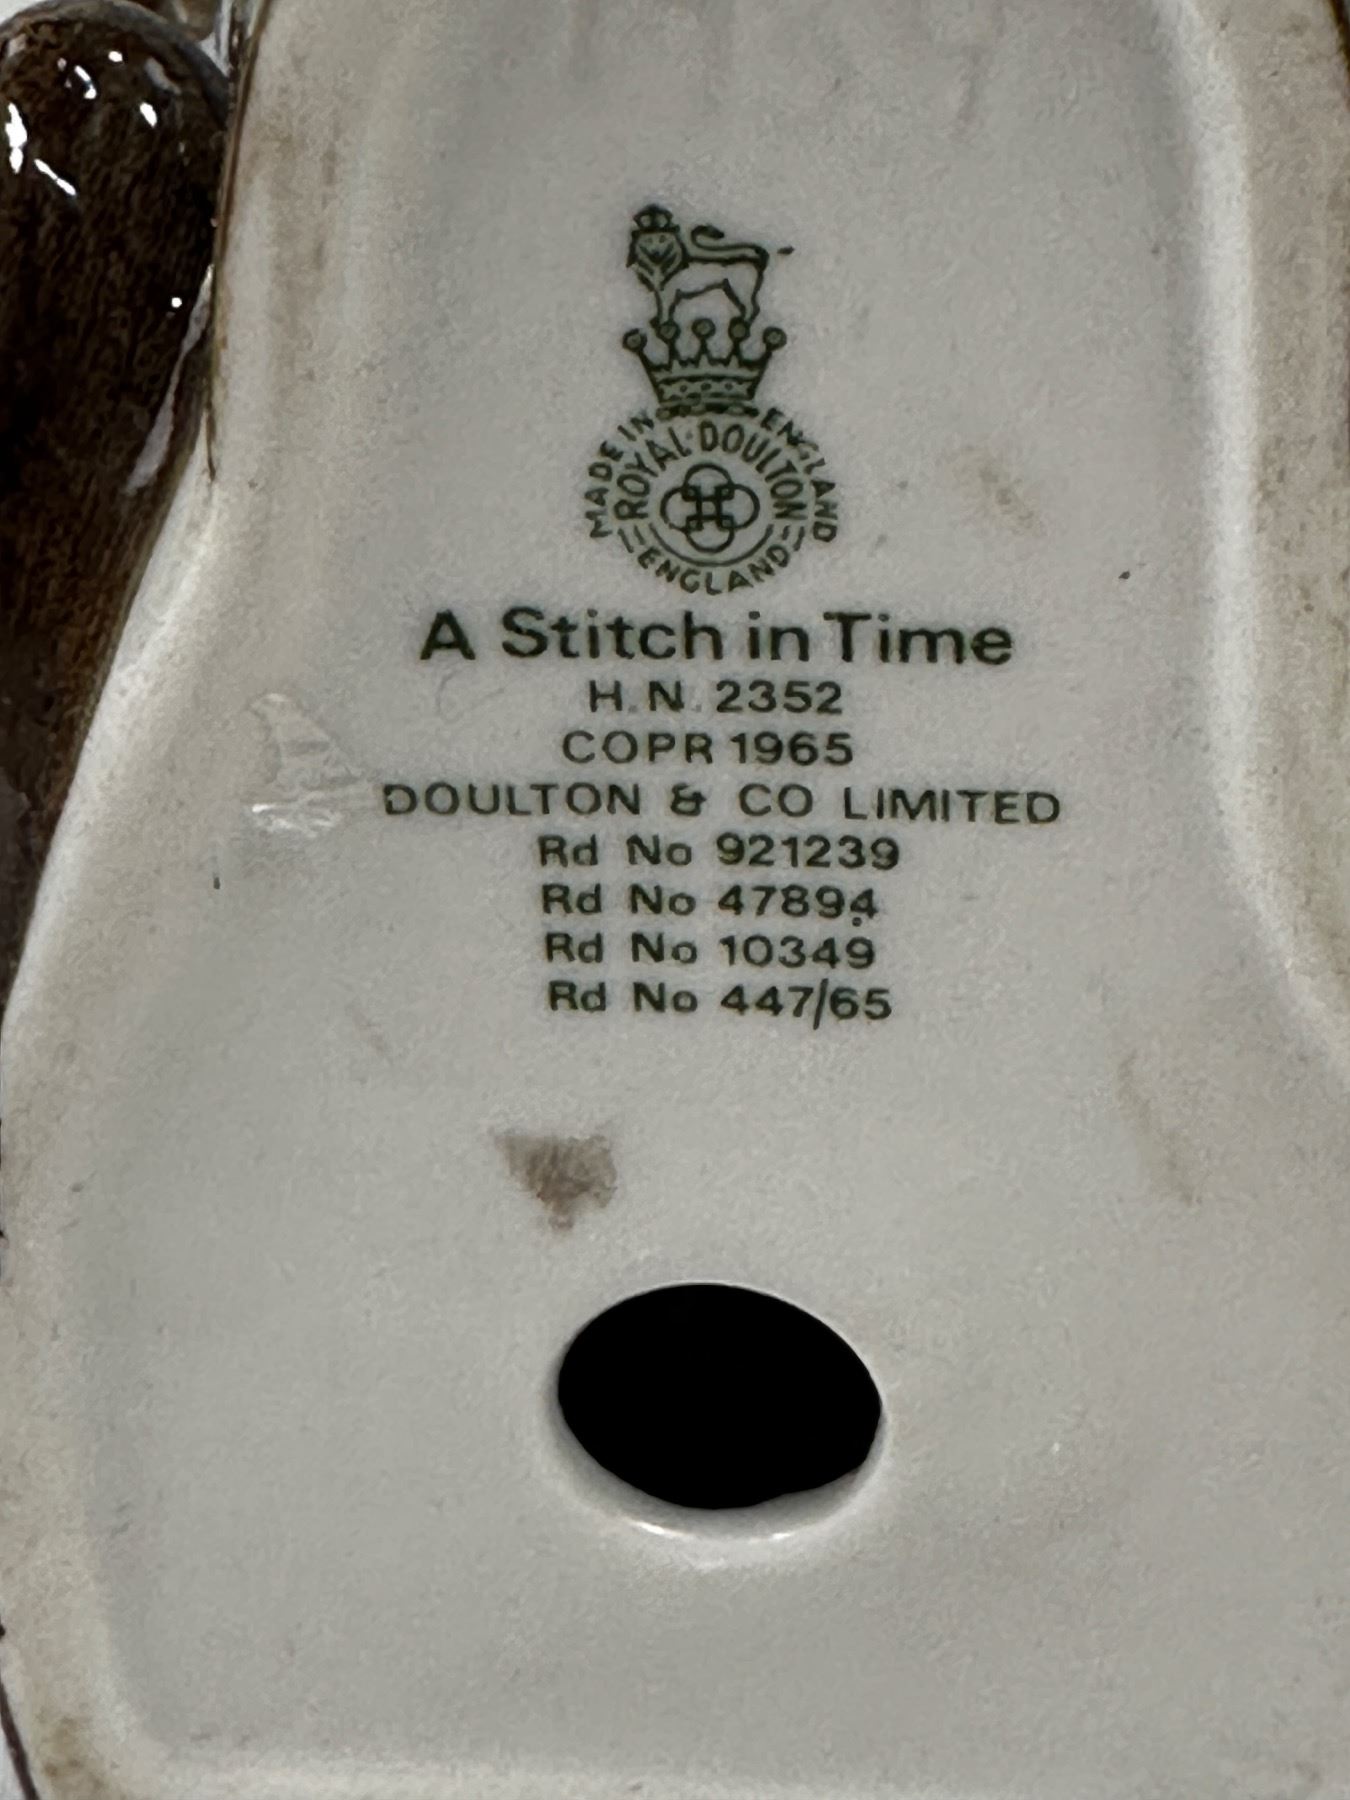 MADE IN ENGLAND
ROYAL·DOULTON
ENGLAND
A Stitch in Time
H.N. 2352
COPR 1965
DOULTON & CO LIMITED
Rd No 921239
Rd No 47894
Rd No 10349
Rd No 447/65